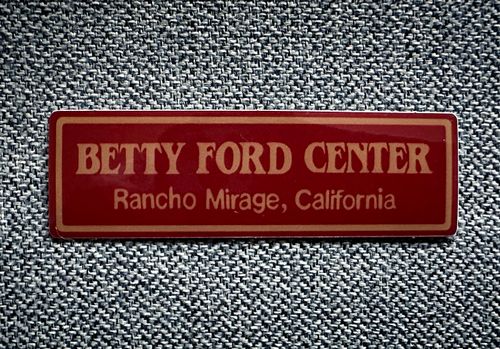 BETTY FORD CENTER
Rancho Mirage, California